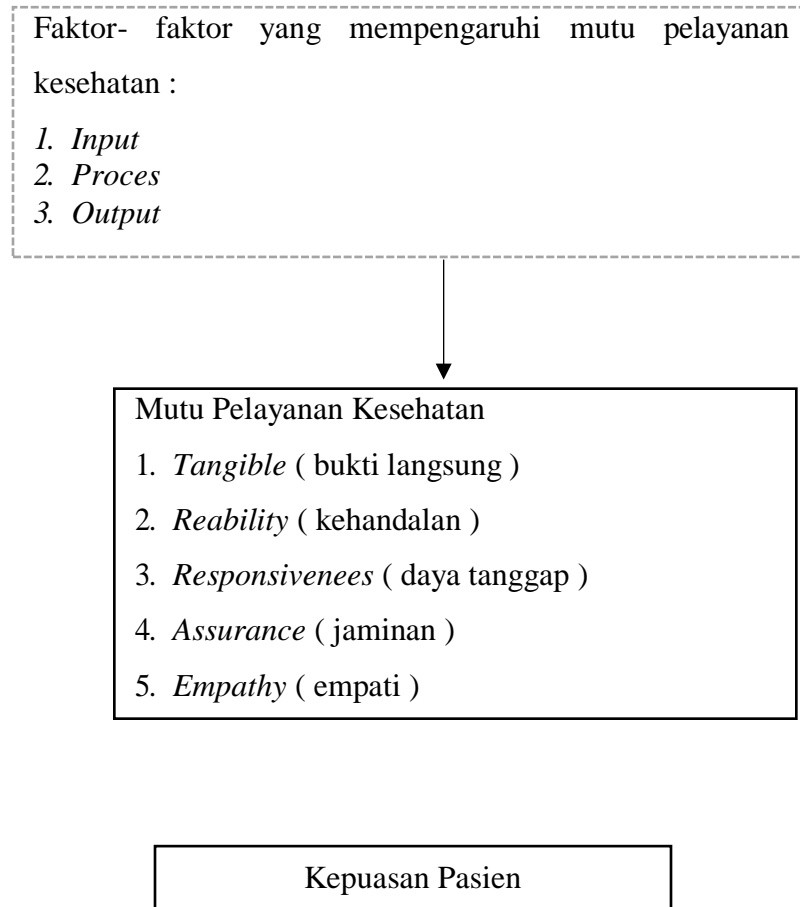 Faktor- faktor yang mempengaruhi mutu pelayanan
kesehatan :
1. Input
2. Proces
3. Output
Mutu Pelayanan Kesehatan
1. Tangible ( bukti langsung )
2. Reability ( kehandalan )
3. Responsivenees ( daya tanggap )
4. Assurance ( jaminan )
5. Empathy ( empati )
Kepuasan Pasien